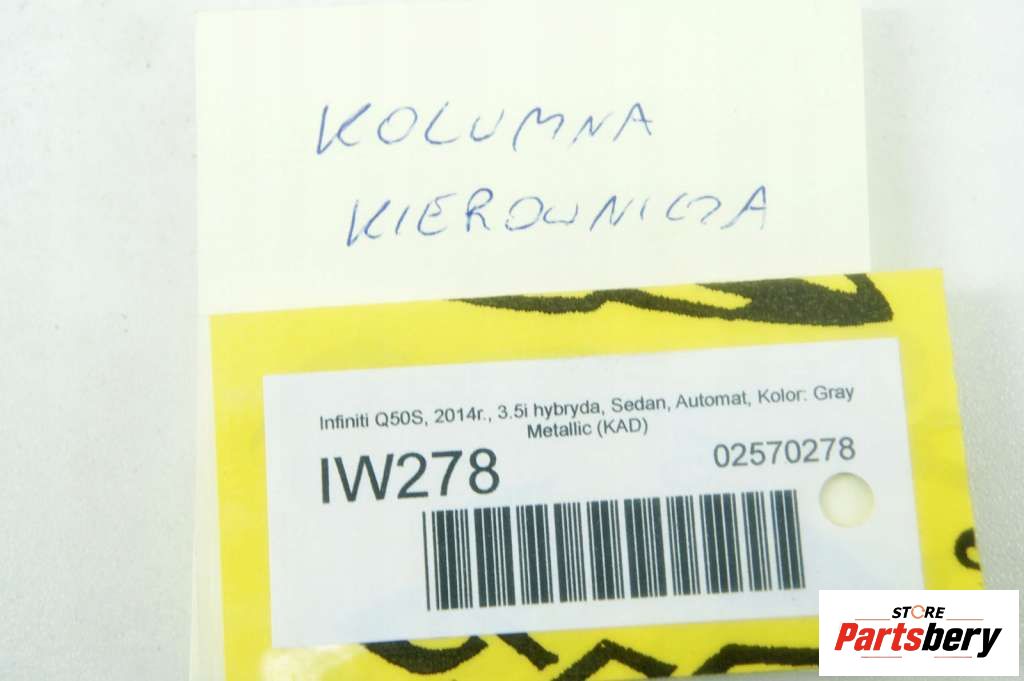 KOLUMNA
KIEROWNICZA
Infiniti Q50S, 2014r., 3.5i hybryda, Sedan, Automat, Kolor: Gray
Metallic (KAD)
IW278
02570278
STORE
Partsbery